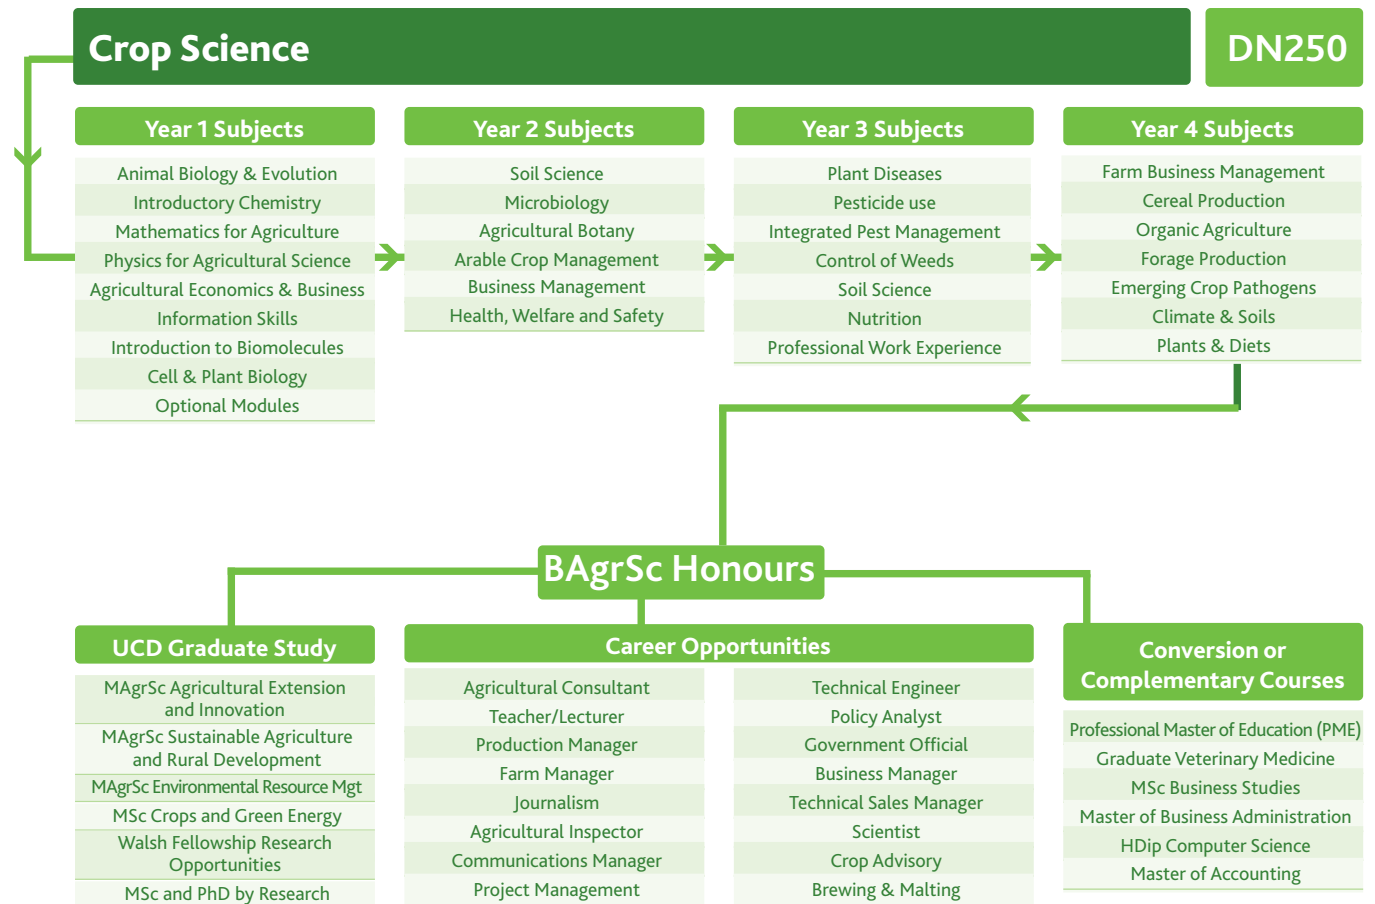 Crop Science
DN250
Year 1 Subjects
Animal Biology & Evolution
Introductory Chemistry
Mathematics for Agriculture
Physics for Agricultural Science
Agricultural Economics & Business
Information Skills
Introduction to Biomolecules
Cell & Plant Biology
Optional Modules
Year 2 Subjects
Soil Science
Microbiology
Agricultural Botany
Arable Crop Management
Business Management
Health, Welfare and Safety
Year 3 Subjects
Plant Diseases
Pesticide use
Integrated Pest Management
Control of Weeds
Soil Science
Nutrition
Professional Work Experience
Year 4 Subjects
Farm Business Management
Cereal Production
Organic Agriculture
Forage Production
Emerging Crop Pathogens
Climate & Soils
Plants & Diets
BAgrSc Honours
UCD Graduate Study
MAgrSc Agricultural Extension
and Innovation
MAgrSc Sustainable Agriculture
and Rural Development
MAgrSc Environmental Resource Mgt
MSc Crops and Green Energy
Walsh Fellowship Research
Opportunities
MSc and PhD by Research
Career Opportunities
Agricultural Consultant
Teacher/Lecturer
Production Manager
Farm Manager
Journalism
Agricultural Inspector
Communications Manager
Project Management
Technical Engineer
Policy Analyst
Government Official
Business Manager
Technical Sales Manager
Scientist
Crop Advisory
Brewing & Malting
Conversion or
Complementary Courses
Professional Master of Education (PME)
Graduate Veterinary Medicine
MSc Business Studies
Master of Business Administration
HDip Computer Science
Master of Accounting